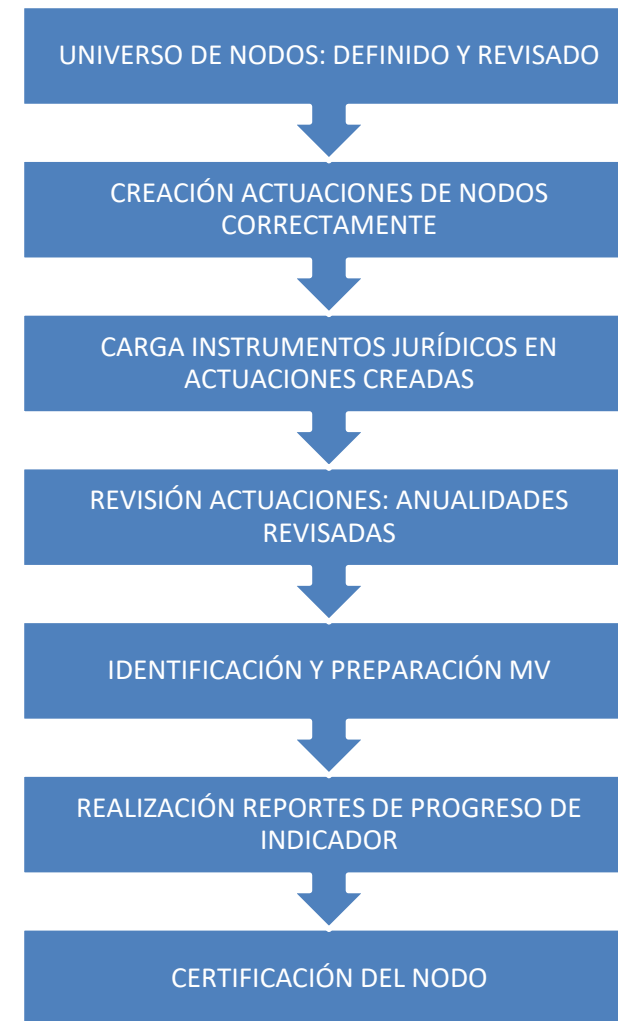 UNIVERSO DE NODOS: DEFINIDO Y REVISADO
CREACIÓN ACTUACIONES DE NODOS
CORRECTAMENTE
CARGA INSTRUMENTOS JURÍDICOS EN
ACTUACIONES CREADAS
REVISIÓN ACTUACIONES: ANUALIDADES
REVISADAS
IDENTIFICACIÓN Y PREPARACIÓN MV
REALIZACIÓN REPORTES DE PROGRESO DE
INDICADOR
CERTIFICACIÓN DEL NODO